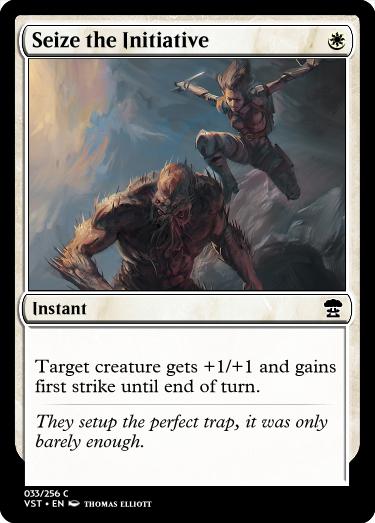 Seize the Initiative
Instant
Target creature gets +1/+1 and gains
first strike until end of turn.
They setup the perfect trap, it was only
barely enough.
033/256 C
VST • EN THOMAS ELLIOTT